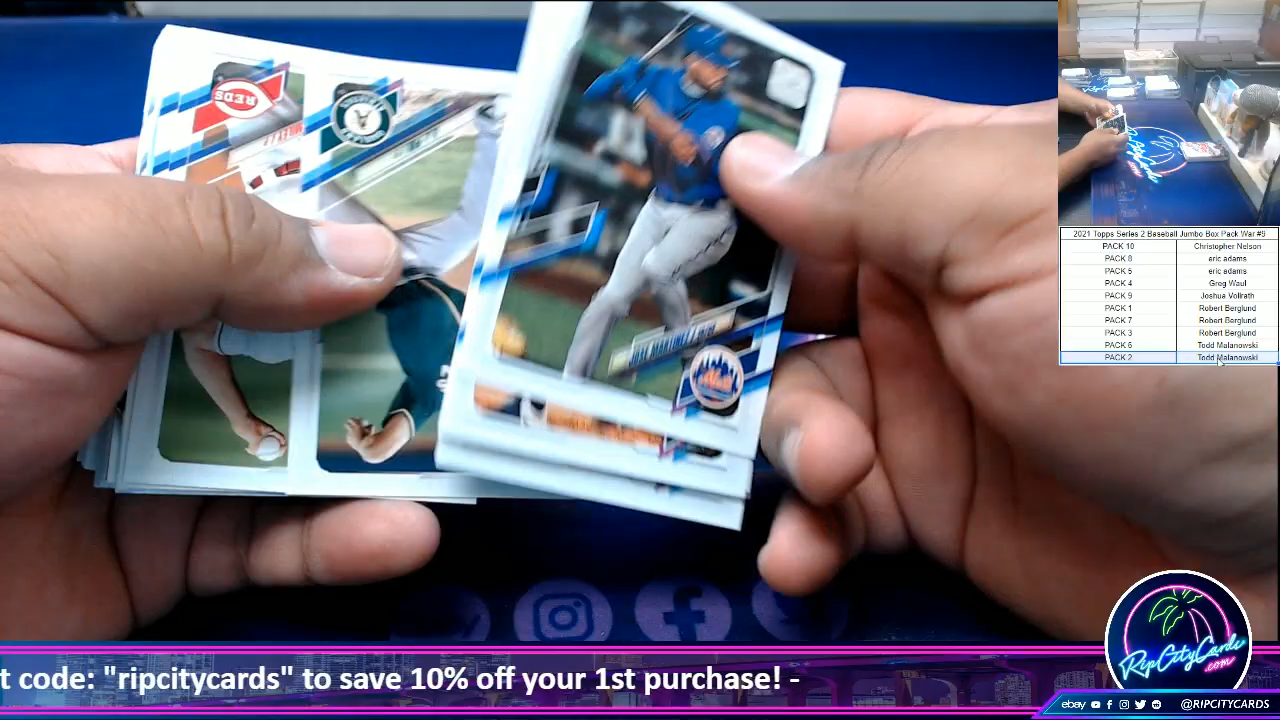 REDS
JOSE MARTINEZ
Mets
2021 Topps Series 2 Baseball Jumbo Box Pack War #9
PACK 10 Christopher Nelson
PACK 8 eric adams
PACK 5 eric adams
PACK 4 Greg Waul
PACK 9 Joshua Vollrath
PACK 1 Robert Berglund
PACK 7 Robert Berglund
PACK 3 Robert Berglund
PACK 6 Todd Malanowski
PACK 2 Todd Malanowski
RipCityCards
.com
t code: "ripcitycards" to save 10% off your 1st purchase! -
ebay @RIPCITYCARDS